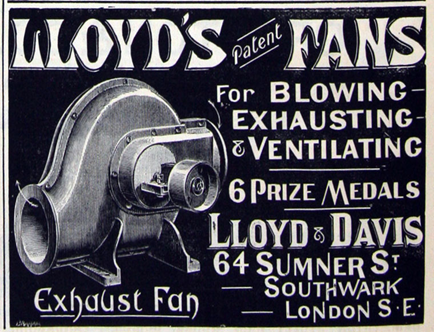 LLOYD'S Patent FANS
For BLOWING
EXHAUSTING
& VENTILATING
6 PRIZE MEDALS
LLOYD & DAVIS
64 SUMNER ST
SOUTHWARK
LONDON S.E.
Exhaust Fan